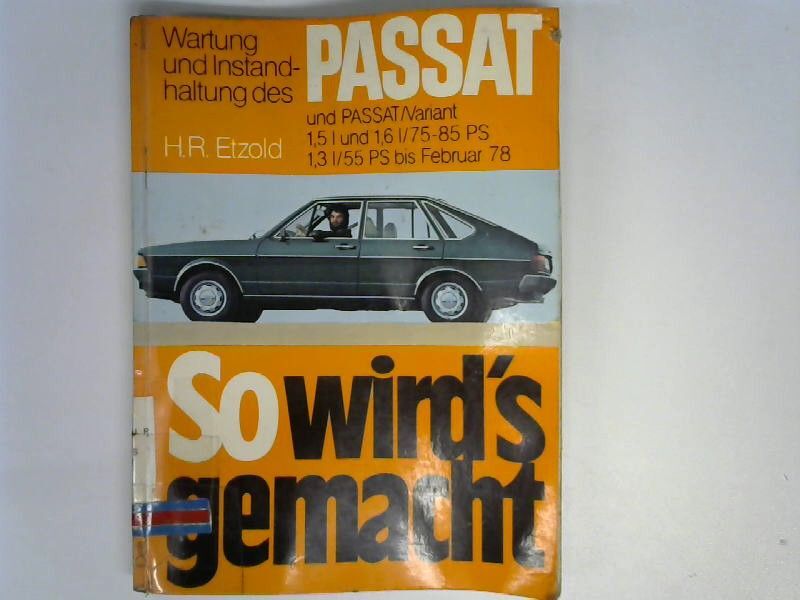 Wartung
und Instand-
haltung des
PASSAT
und PASSAT/Variant
1,5 l und 1,6 l/75-85 PS
1,3 l/55 PS bis Februar 78
H.R. Etzold
So wird's
gemacht